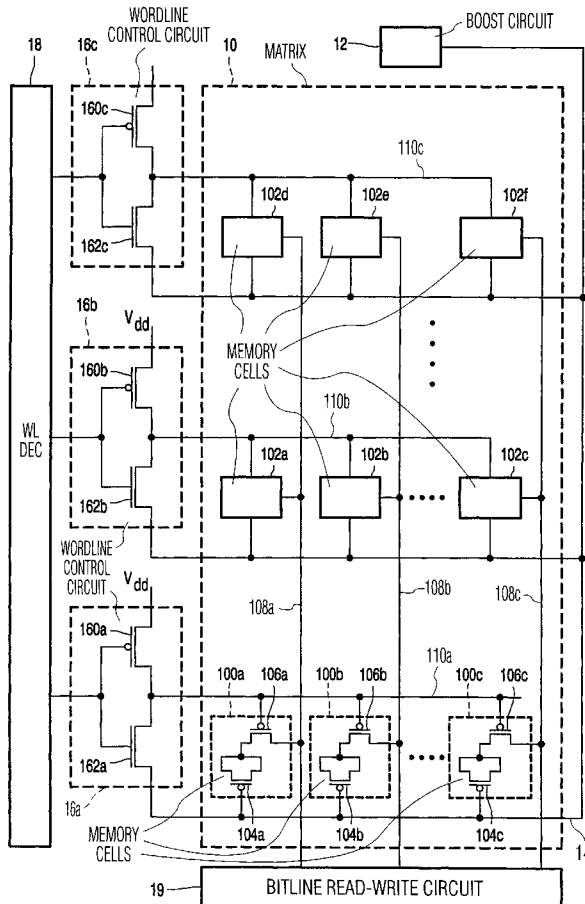 WORDLINE
CONTROL CIRCUIT
BOOST CIRCUIT
18
16c
10
MATRIX
12
160c
110c
162c
102d
102e
102f
16b
Vdd
160b
MEMORY
CELLS
110b
WL
DEC
162b
102a
102b
102c
WORDLINE
CONTROL
CIRCUIT
Vdd
108a
108b
108c
160a
110a
100a
106a
100b
106b
100c
106c
162a
16a
MEMORY
CELLS
104a
104b
104c
19
BITLINE READ-WRITE CIRCUIT